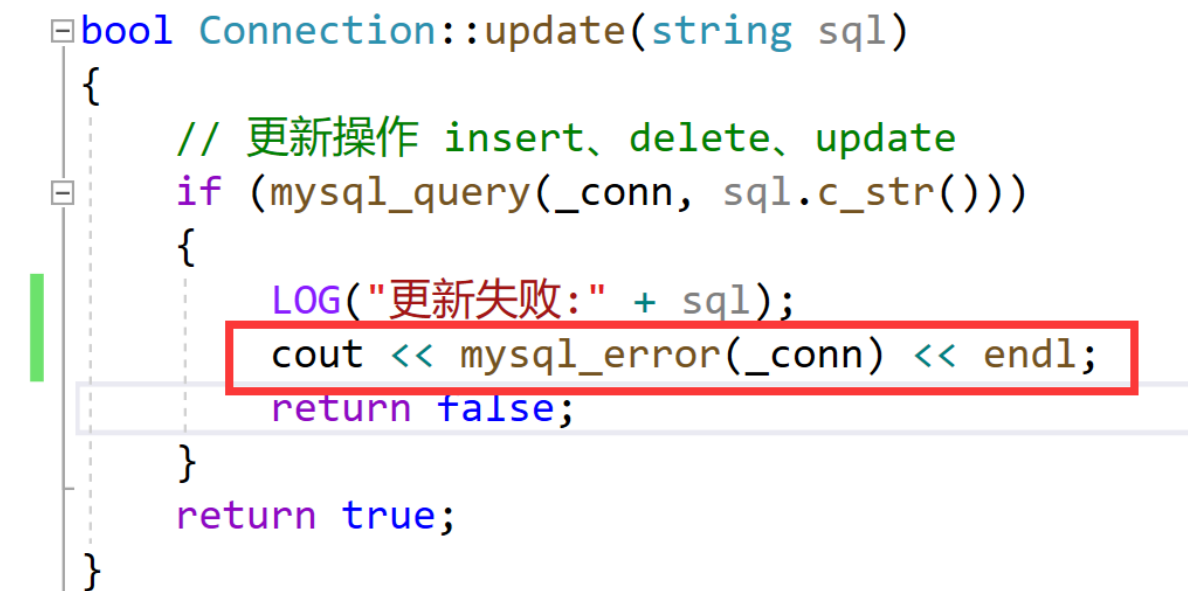 bool Connection::update(string sql)
{
    // 更新操作 insert、delete、update
    if (mysql_query(_conn, sql.c_str()))
    {
        LOG("更新失败:" + sql);
        cout << mysql_error(_conn) << endl;
        return false;
    }
    return true;
}